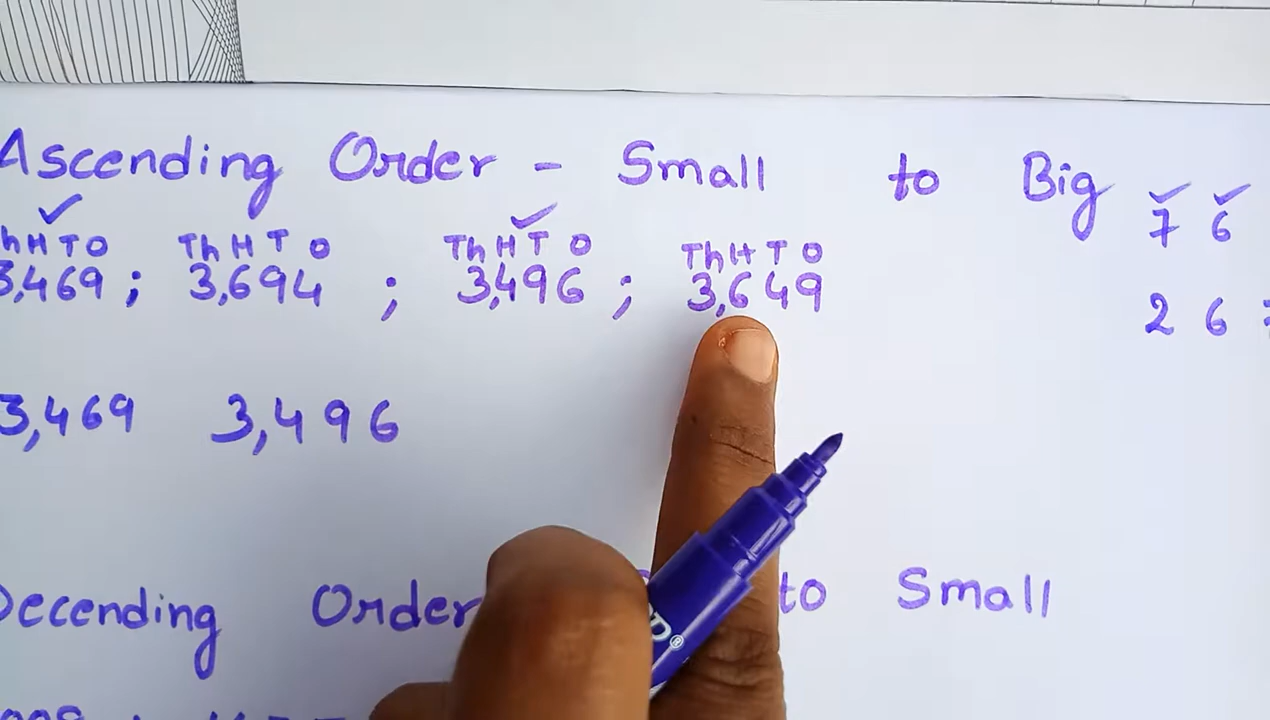 Ascending Order - Small to Big
Th H T O Th H T O Th H T O Th H T O
3,469 ; 3,694 ; 3,496 ; 3,649
7 6
2 6
3,469 3,496
Decending Order to Small